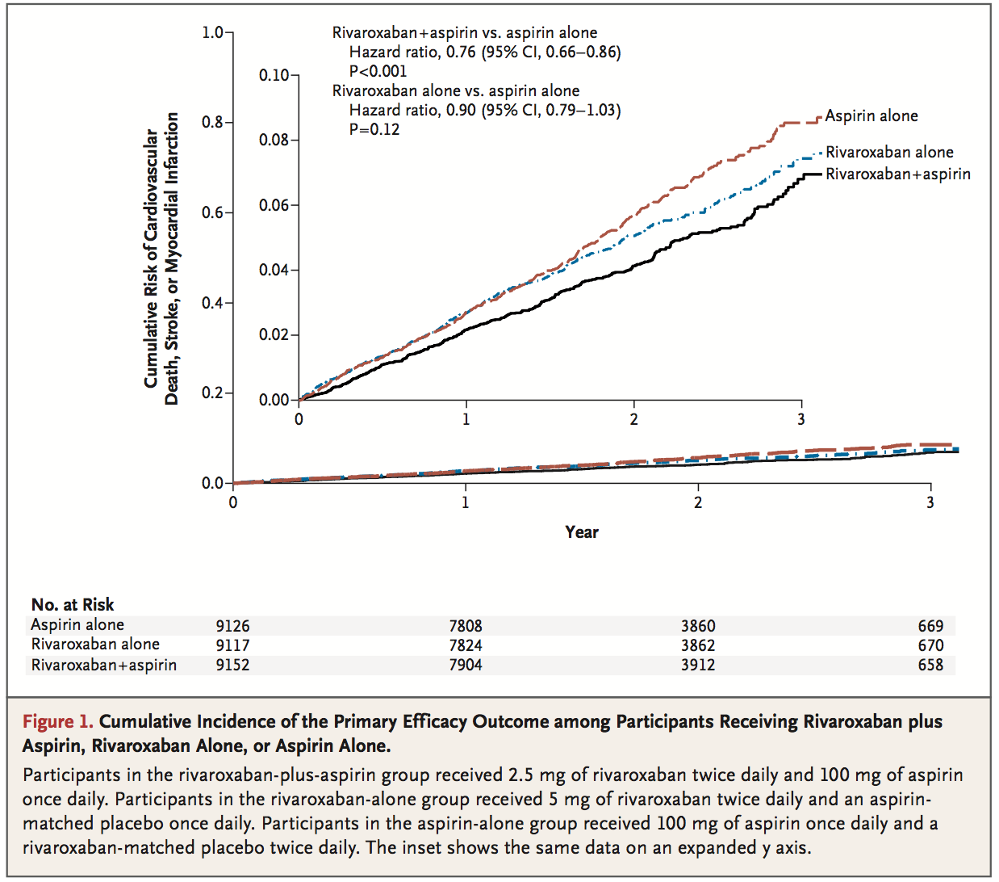 Rivaroxaban+aspirin vs. aspirin alone
Hazard ratio, 0.76 (95% CI, 0.66–0.86)
P<0.001
Rivaroxaban alone vs. aspirin alone
Hazard ratio, 0.90 (95% CI, 0.79–1.03)
P=0.12
Cumulative Risk of Cardiovascular
Death, Stroke, or Myocardial Infarction
1.0
0.8
0.6
0.4
0.2
0.0
0.10
0.08
0.06
0.04
0.02
0.00
0 1 2 3
Aspirin alone
Rivaroxaban alone
Rivaroxaban+aspirin
0 1 2 3
Year
No. at Risk
Aspirin alone 9126 7808 3860 669
Rivaroxaban alone 9117 7824 3862 670
Rivaroxaban+aspirin 9152 7904 3912 658
Figure 1. Cumulative Incidence of the Primary Efficacy Outcome among Participants Receiving Rivaroxaban plus
Aspirin, Rivaroxaban Alone, or Aspirin Alone.
Participants in the rivaroxaban-plus-aspirin group received 2.5 mg of rivaroxaban twice daily and 100 mg of aspirin
once daily. Participants in the rivaroxaban-alone group received 5 mg of rivaroxaban twice daily and an aspirin-
matched placebo once daily. Participants in the aspirin-alone group received 100 mg of aspirin once daily and a
rivaroxaban-matched placebo twice daily. The inset shows the same data on an expanded y axis.